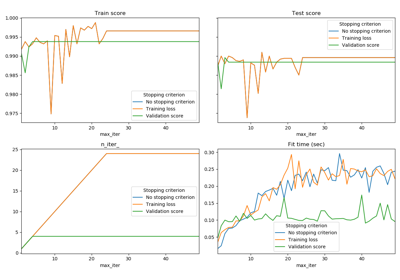 Train score
Test score
1.000
0.995
0.990
0.985
0.980
0.975
Stopping criterion
No stopping criterion
Training loss
Validation score
10
20
30
40
max_iter
Stopping criterion
No stopping criterion
Training loss
Validation score
10
20
30
40
max_iter
n_iter_
Fit time (sec)
25
20
15
10
5
0
Stopping criterion
No stopping criterion
Training loss
Validation score
10
20
30
40
max_iter
0.30
0.25
0.20
0.15
0.10
0.05
Stopping criterion
No stopping criterion
Training loss
Validation score
10
20
30
40
max_iter